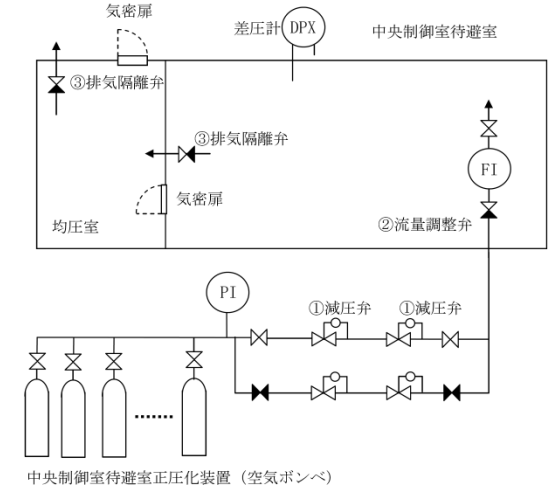 気密扉
差圧計 DPX 中央制御室待避室
③排気隔離弁
③排気隔離弁
FI
気密扉
均圧室
②流量調整弁
PI
①減圧弁 ①減圧弁
中央制御室待避室正圧化装置（空気ボンベ）